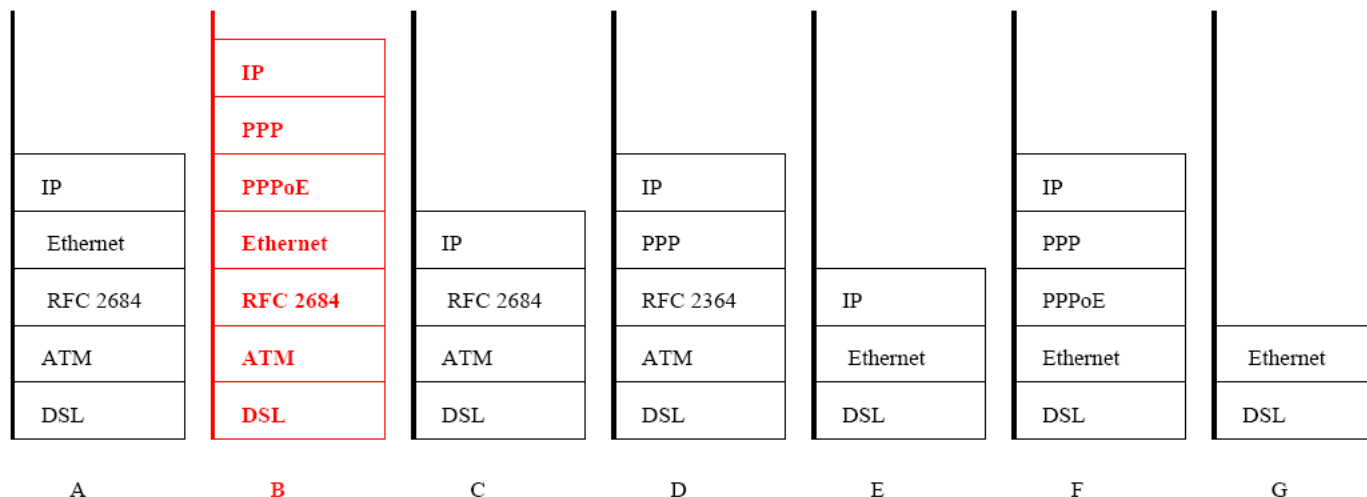 IP
PPP
IP
PPPoE
IP
IP
Ethernet
Ethernet
IP
PPP
PPP
RFC 2684
RFC 2684
RFC 2684
RFC 2364
IP
PPPoE
ATM
ATM
ATM
ATM
Ethernet
Ethernet
Ethernet
DSL
DSL
DSL
DSL
DSL
DSL
DSL
A
B
C
D
E
F
G